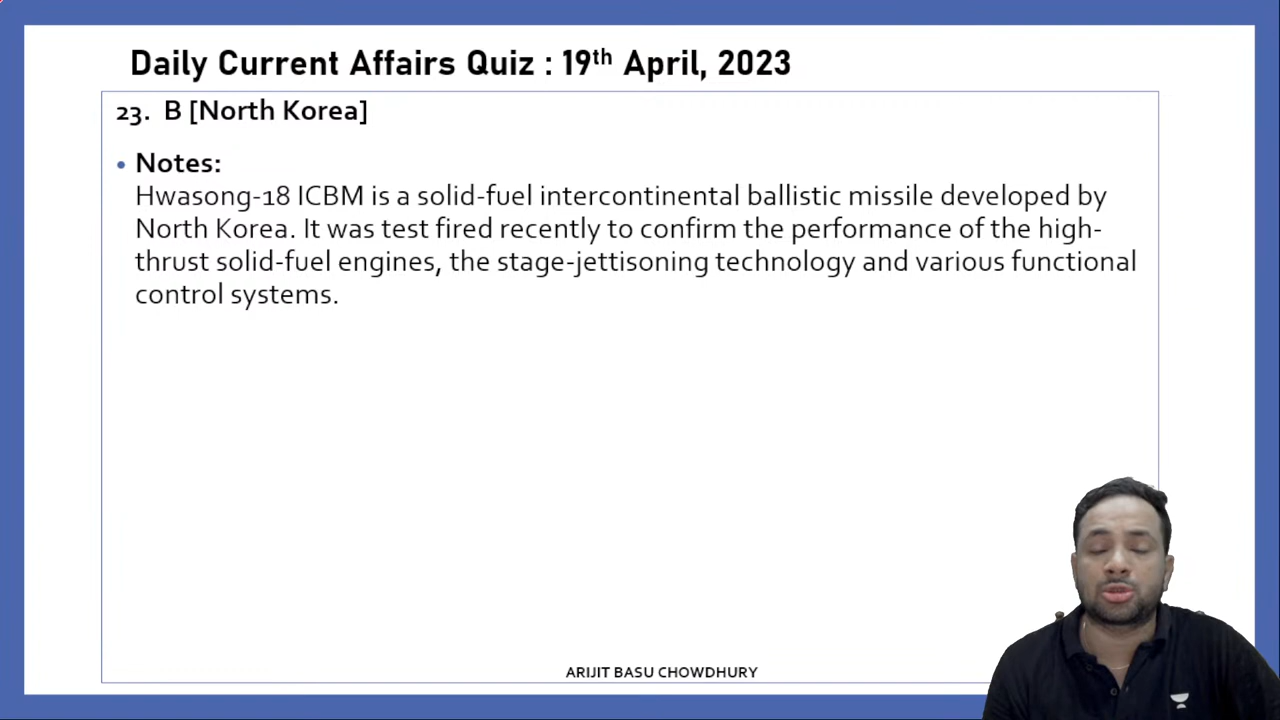 Daily Current Affairs Quiz : 19th April, 2023
23. B [North Korea]
• Notes:
Hwasong-18 ICBM is a solid-fuel intercontinental ballistic missile developed by
North Korea. It was test fired recently to confirm the performance of the high-
thrust solid-fuel engines, the stage-jettisoning technology and various functional
control systems.
ARIJIT BASU CHOWDHURY